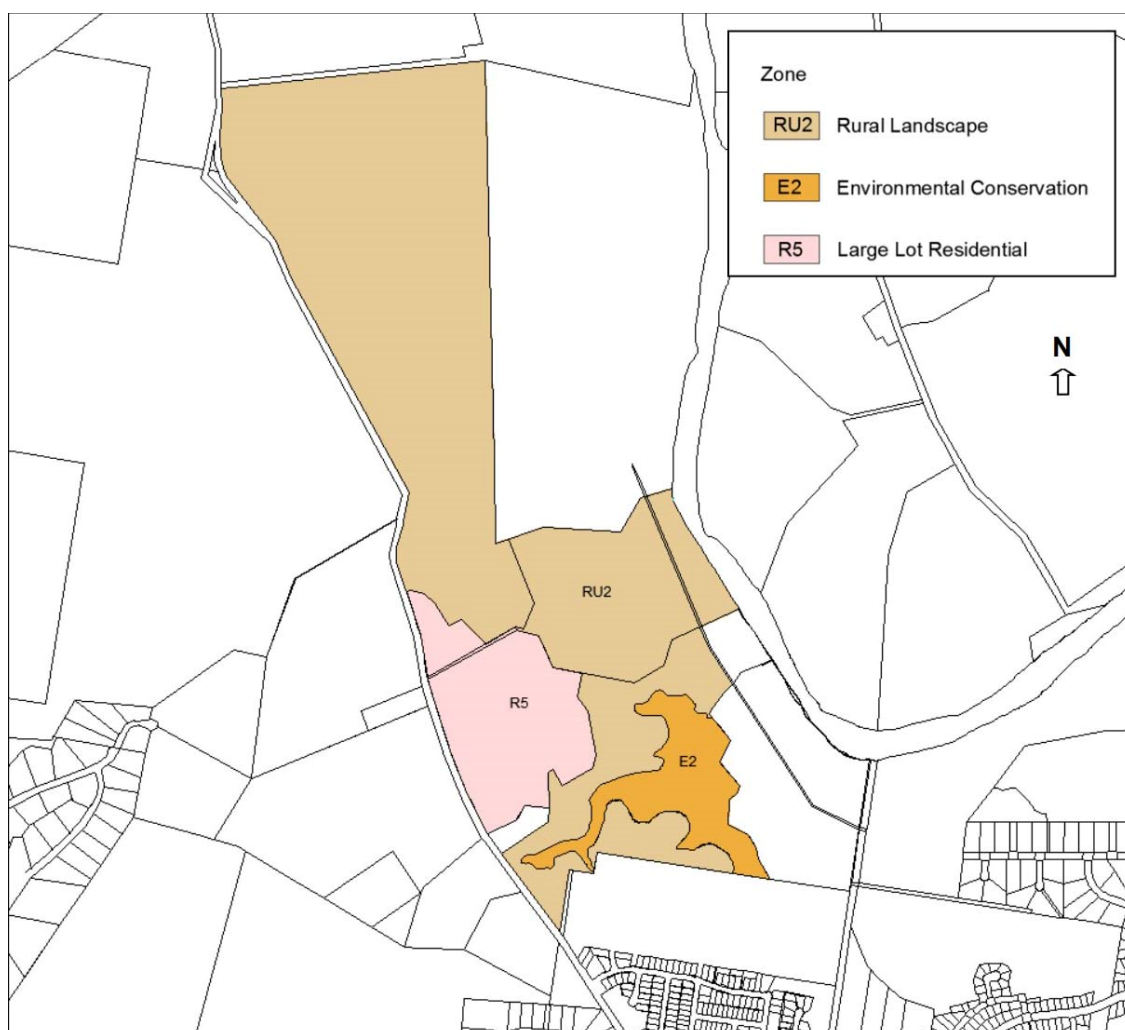 Zone
RU2 Rural Landscape
E2 Environmental Conservation
R5 Large Lot Residential
N
RU2
R5
E2